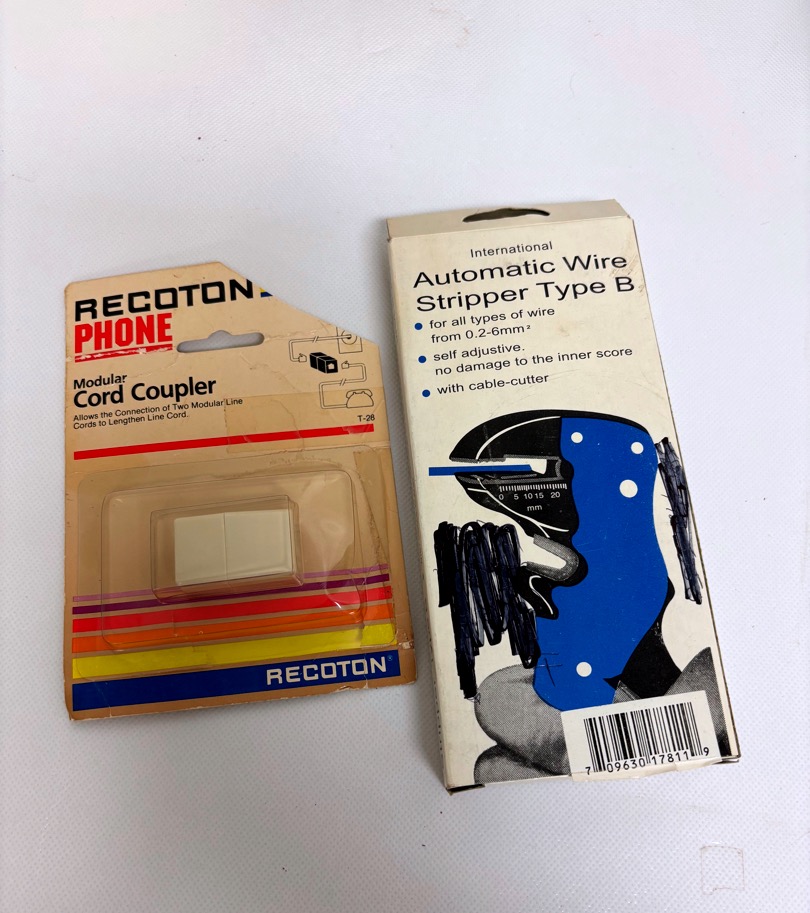 RECOTON
PHONE
Modular
Cord Coupler
Allows the Connection of Two Modular Line
Cords to Lengthen Line Cord.
T-28
RECOTON®
International
Automatic Wire
Stripper Type B
• for all types of wire
from 0.2-6mm²
• self adjustive.
no damage to the inner score
• with cable-cutter
0 5 10 15 20
mm
7 09630 17811 9